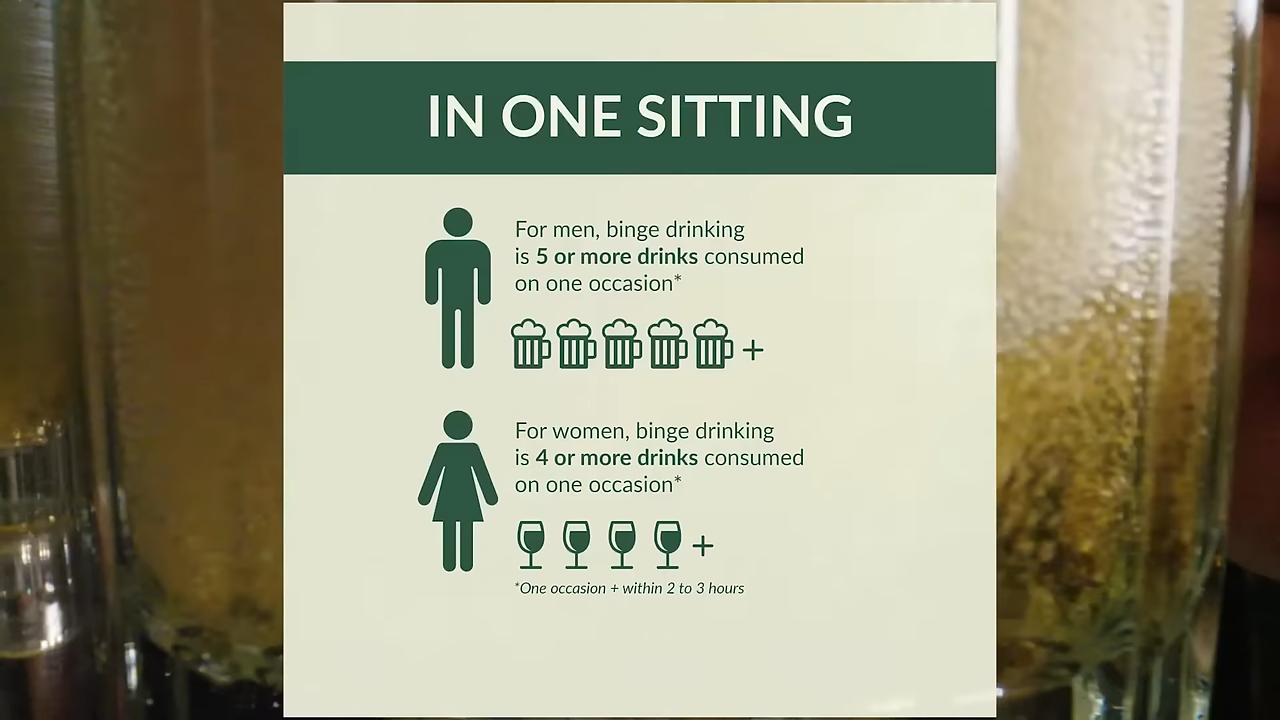 IN ONE SITTING
For men, binge drinking
is 5 or more drinks consumed
on one occasion*
+
For women, binge drinking
is 4 or more drinks consumed
on one occasion*
+
*One occasion + within 2 to 3 hours